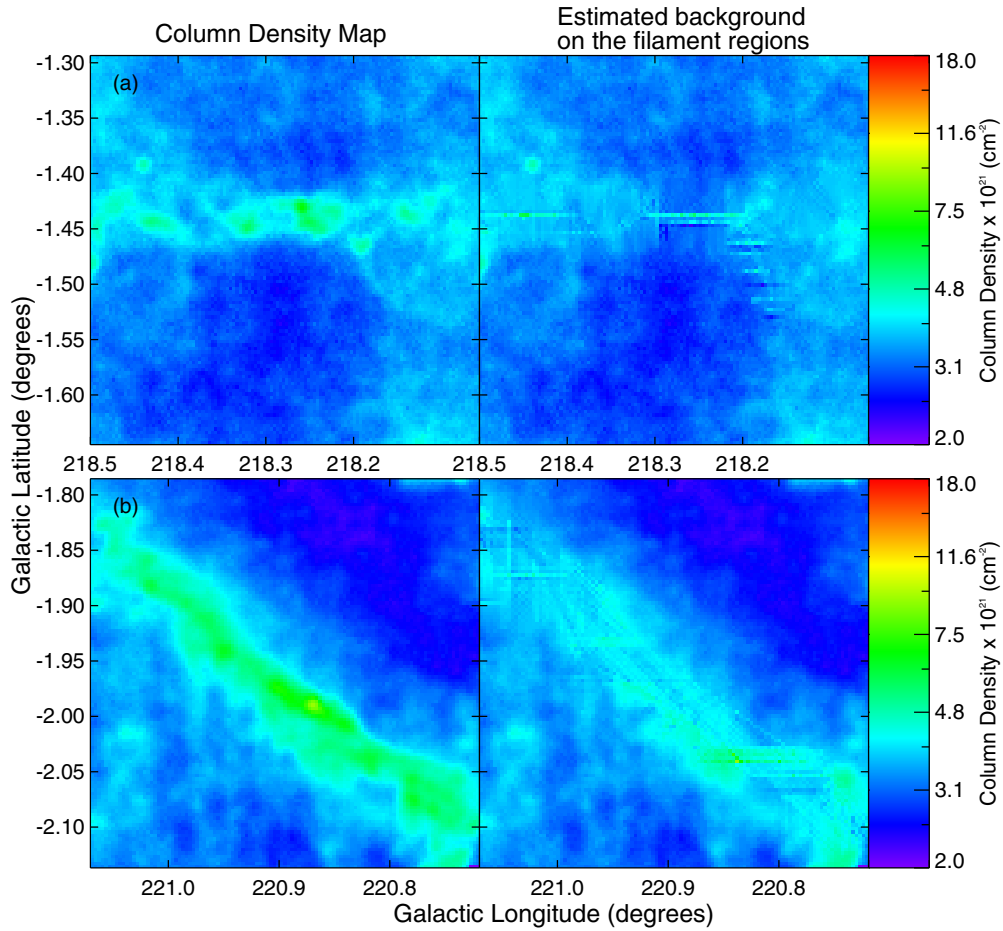 Column Density Map
Estimated background
on the filament regions
(a)
-1.30
-1.35
-1.40
-1.45
-1.50
-1.55
-1.60
218.5 218.4 218.3 218.2
218.5 218.4 218.3 218.2
18.0
11.6
7.5
4.8
3.1
2.0
Column Density x 10²¹ (cm⁻²)
Galactic Latitude (degrees)
(b)
-1.80
-1.85
-1.90
-1.95
-2.00
-2.05
-2.10
221.0 220.9 220.8
221.0 220.9 220.8
18.0
11.6
7.5
4.8
3.1
2.0
Column Density x 10²¹ (cm⁻²)
Galactic Longitude (degrees)